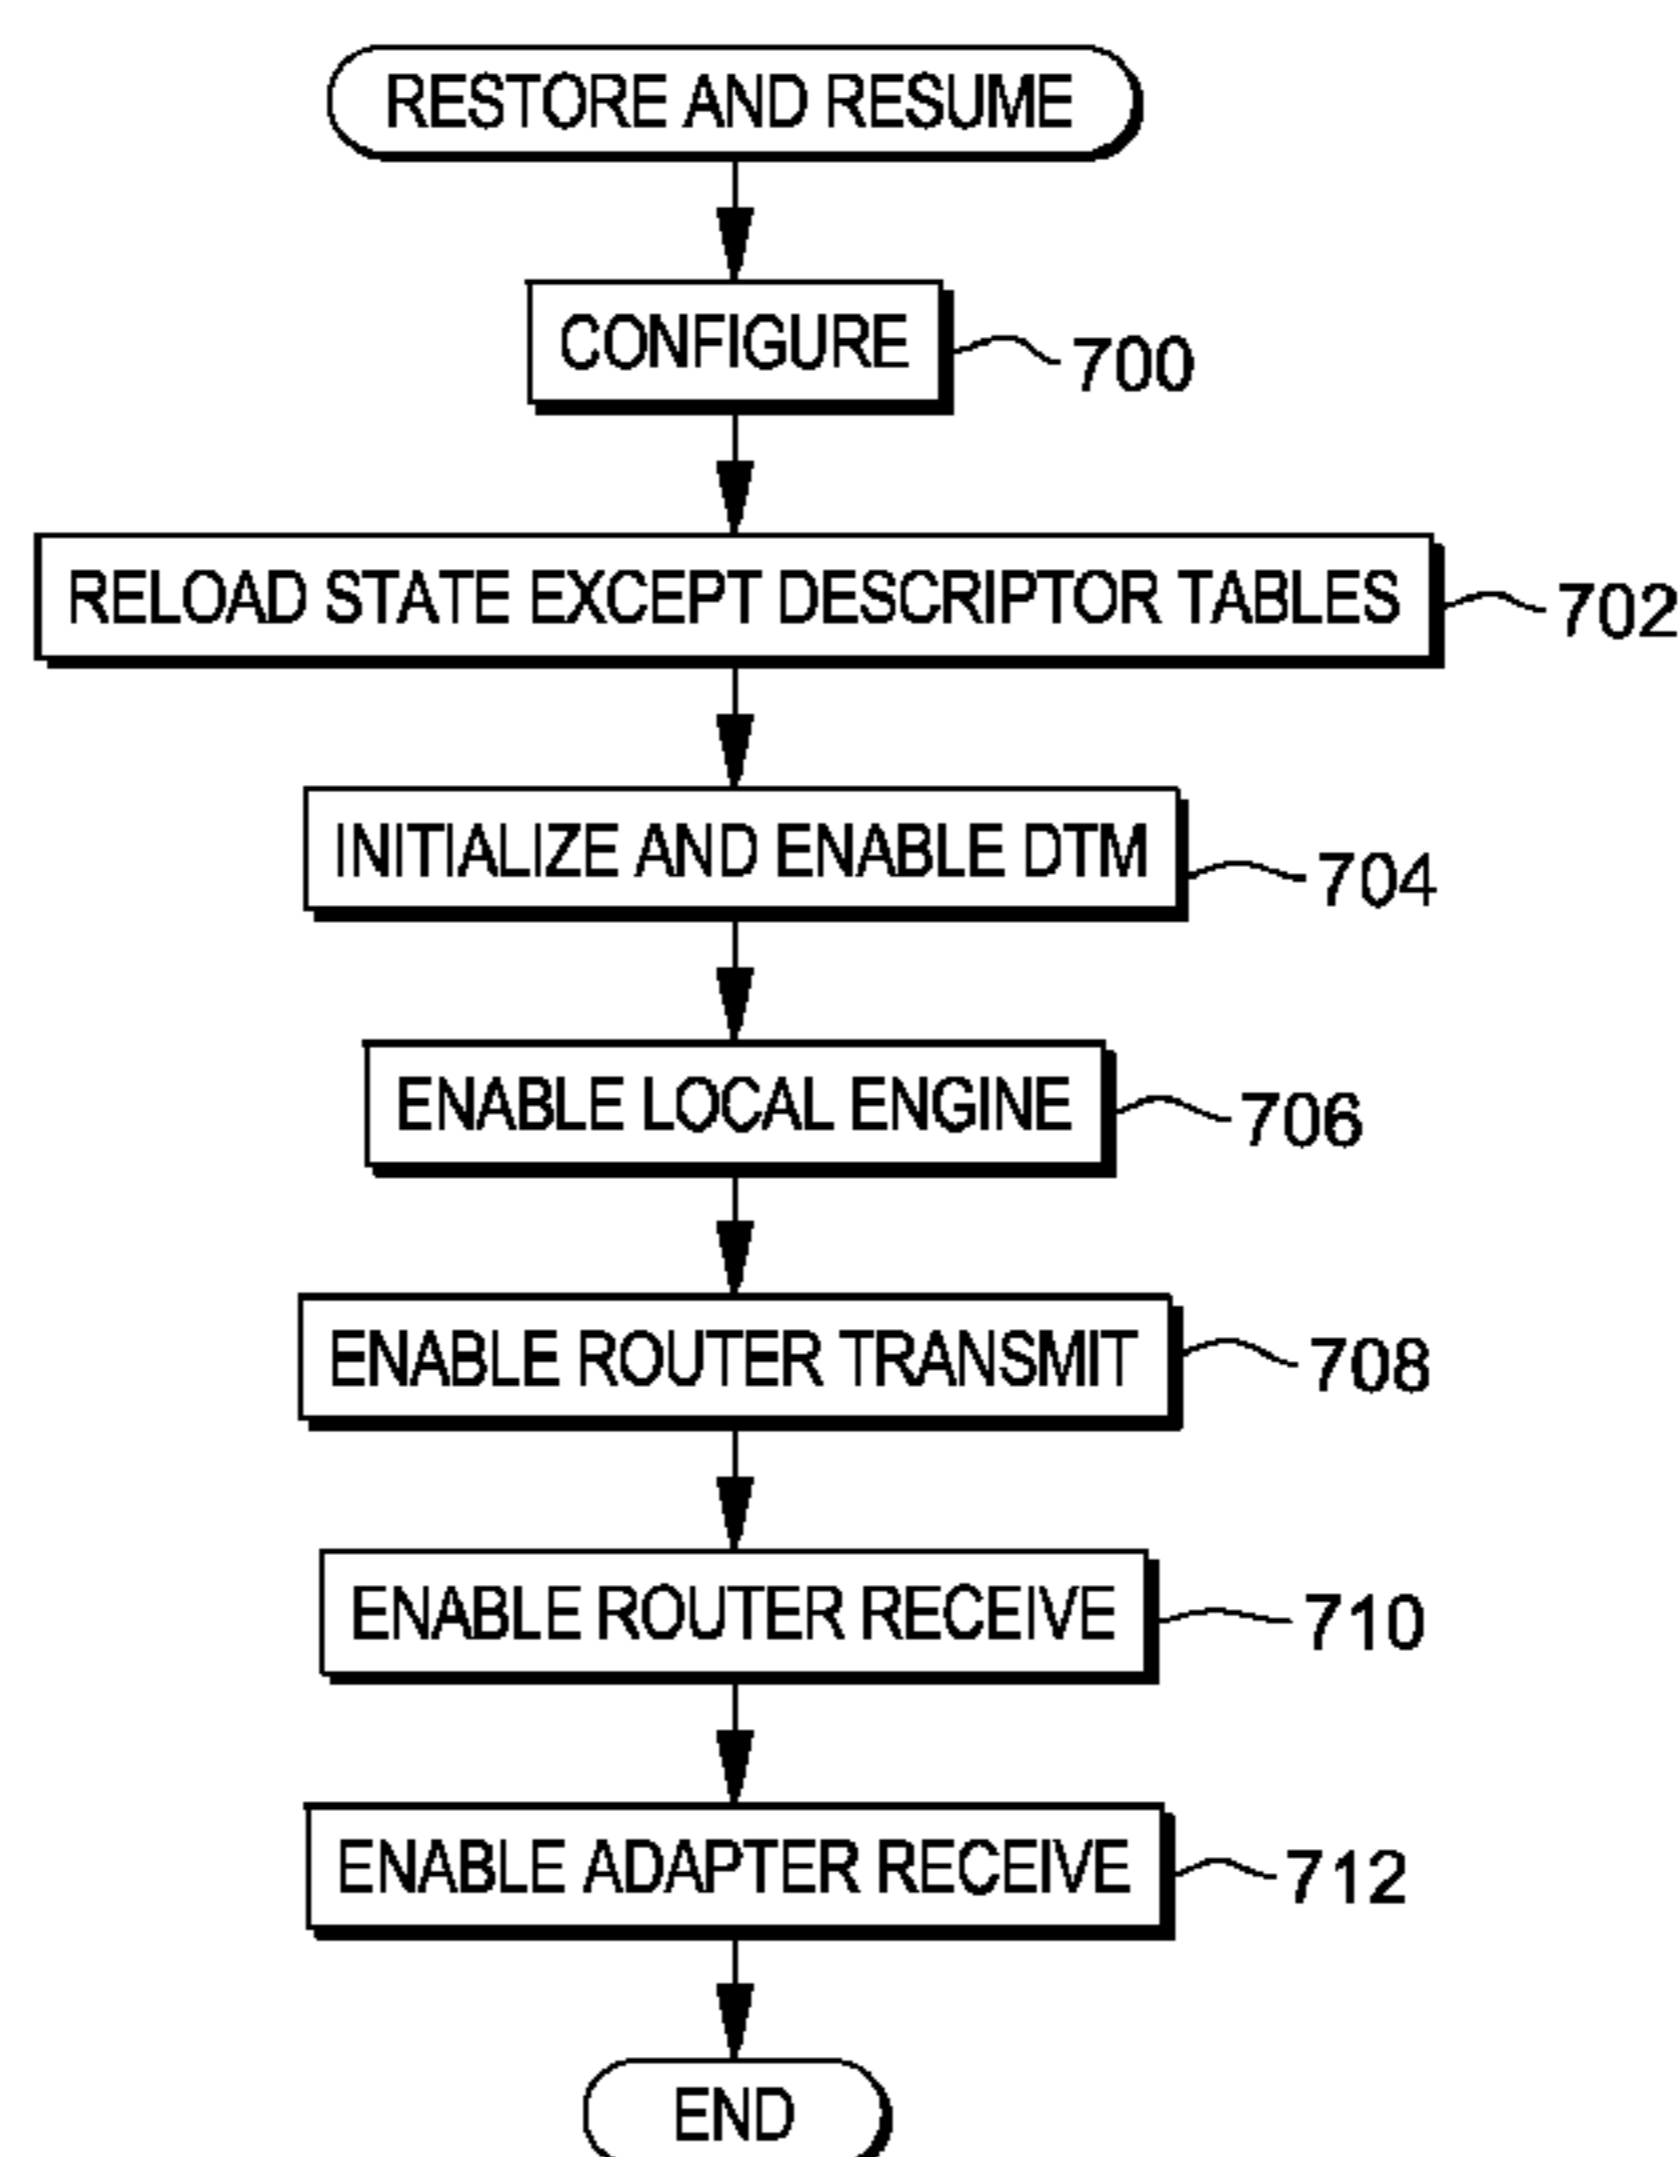 RESTORE AND RESUME
CONFIGURE
700
RELOAD STATE EXCEPT DESCRIPTOR TABLES
702
INITIALIZE AND ENABLE DTM
704
ENABLE LOCAL ENGINE
706
ENABLE ROUTER TRANSMIT
708
ENABLE ROUTER RECEIVE
710
ENABLE ADAPTER RECEIVE
712
END